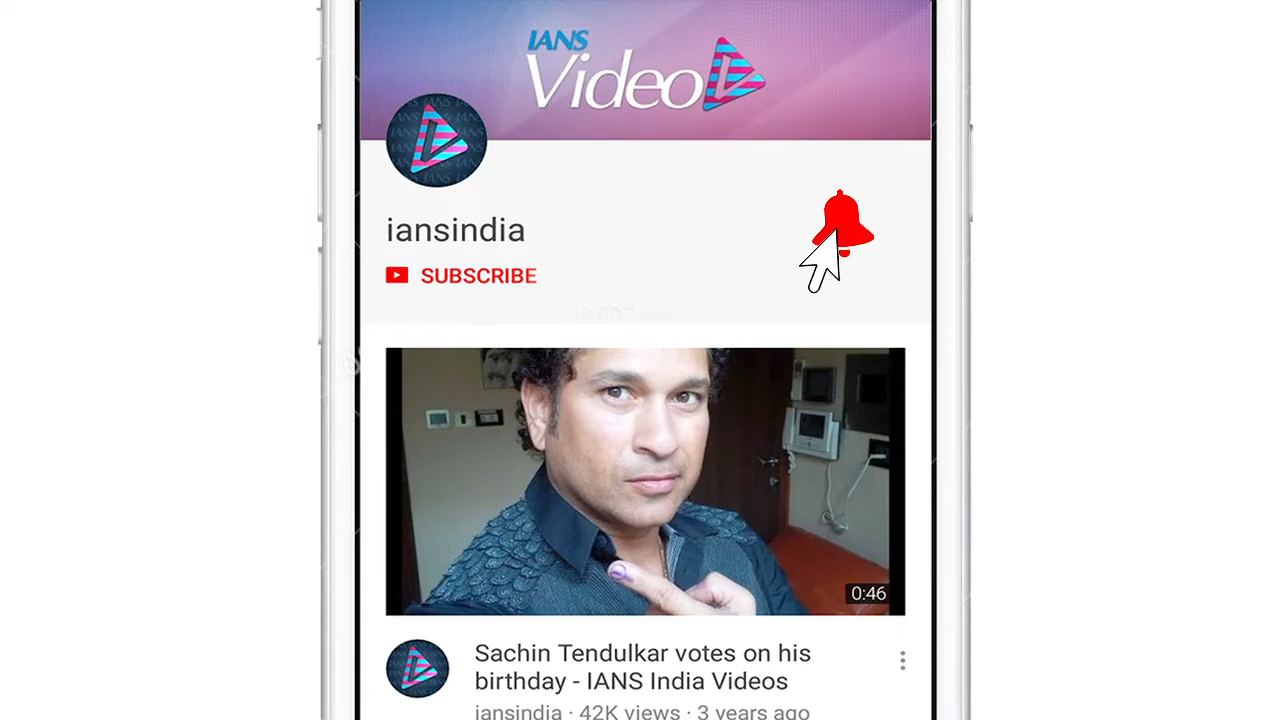 IANS
Video
iansindia
SUBSCRIBE
0:46
Sachin Tendulkar votes on his
birthday - IANS India Videos
iansindia · 42K views · 3 years ago